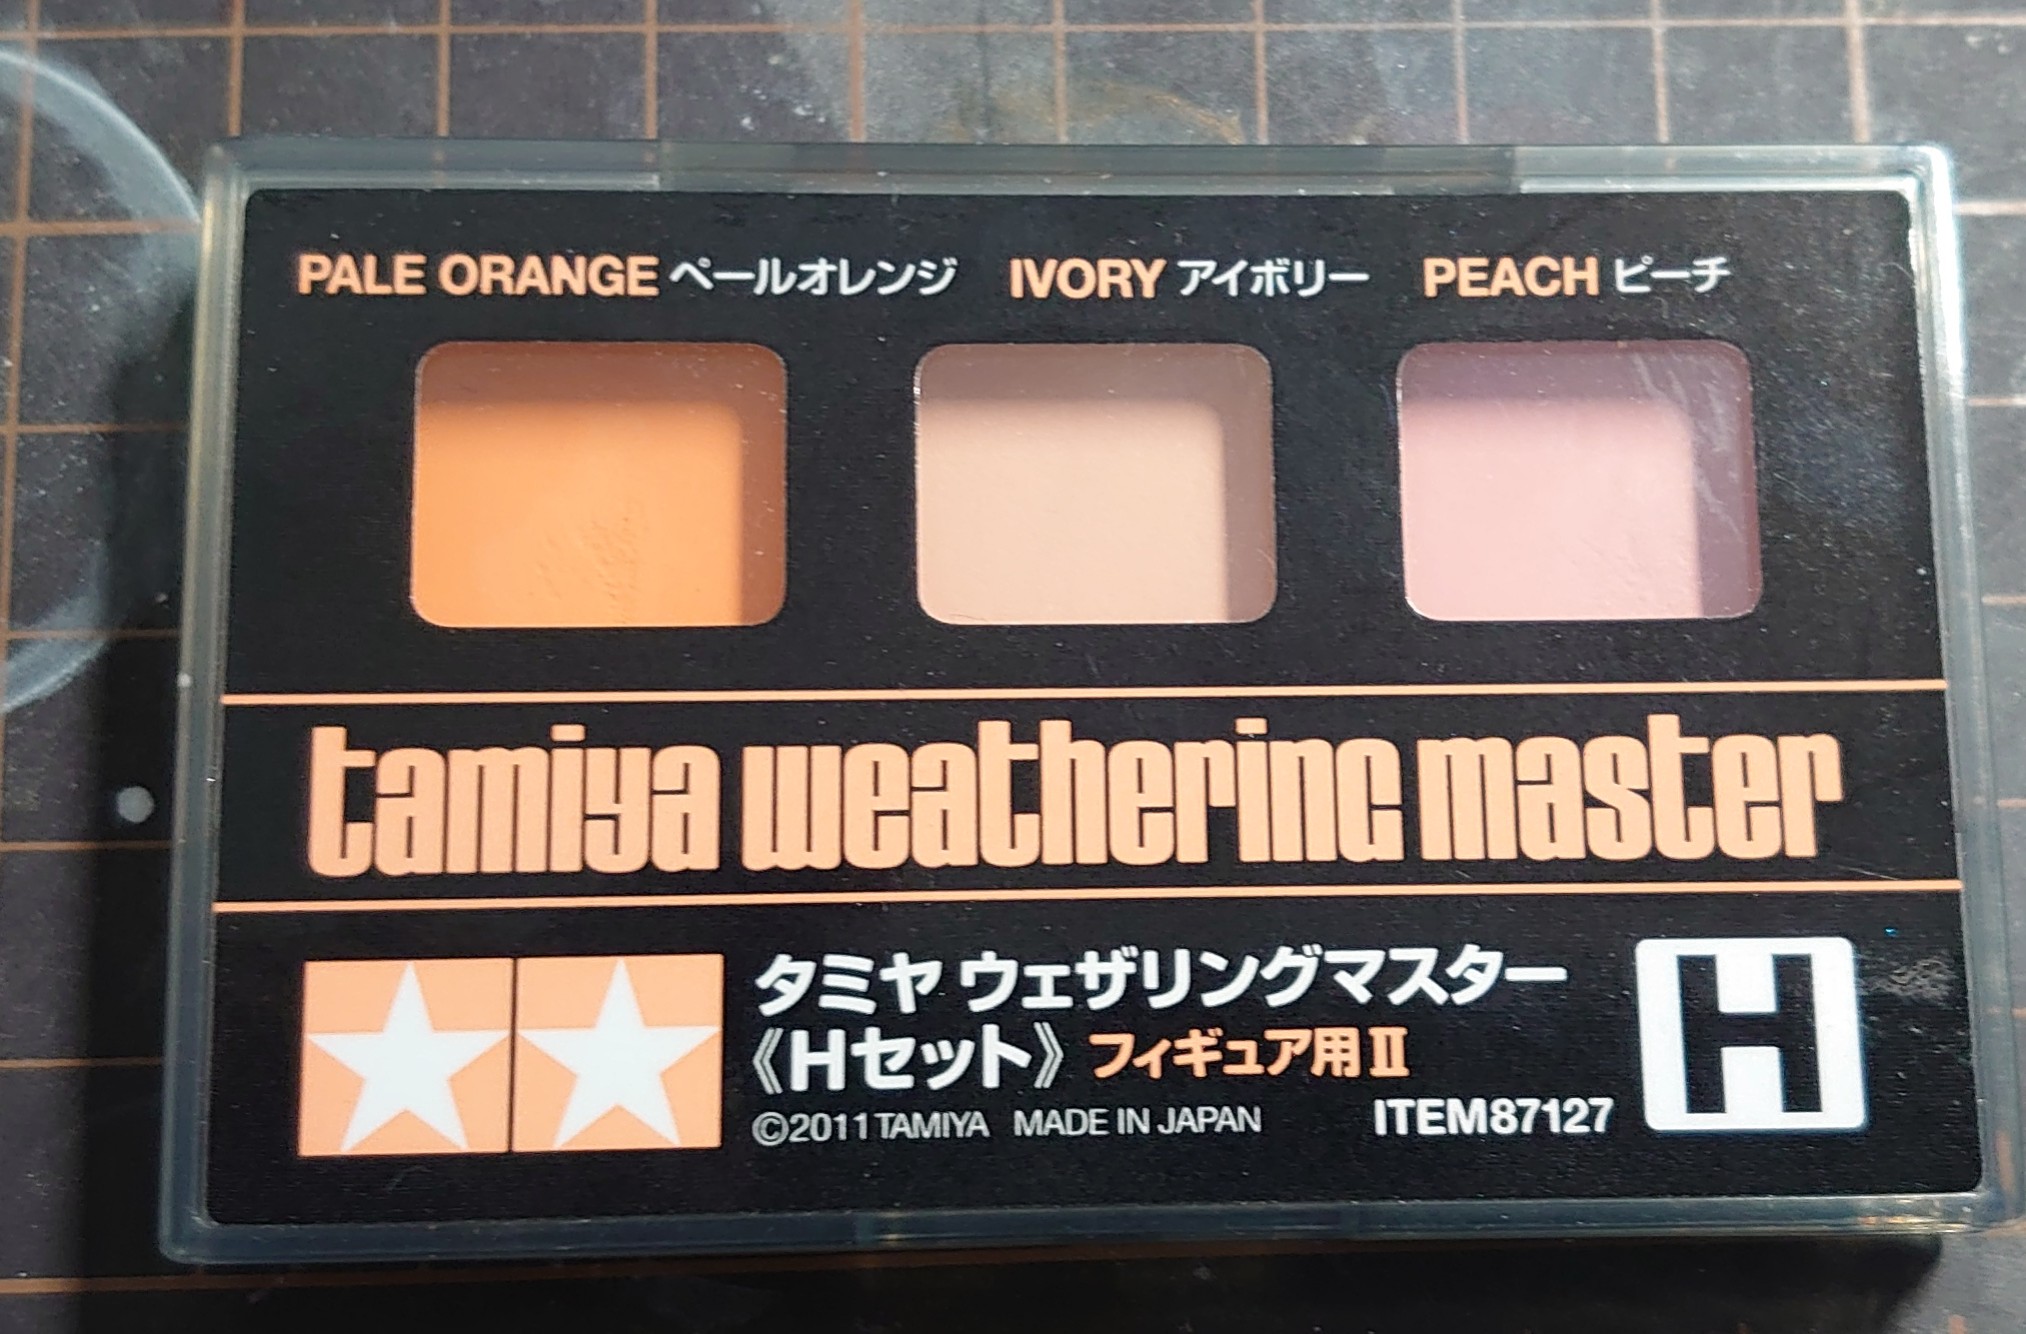 PALE ORANGE ペールオレンジ IVORY アイボリー PEACH ピーチ
tamiya weathering master
タミヤ ウェザリングマスター
《Hセット》 フィギュア用II
©2011 TAMIYA MADE IN JAPAN ITEM87127
H